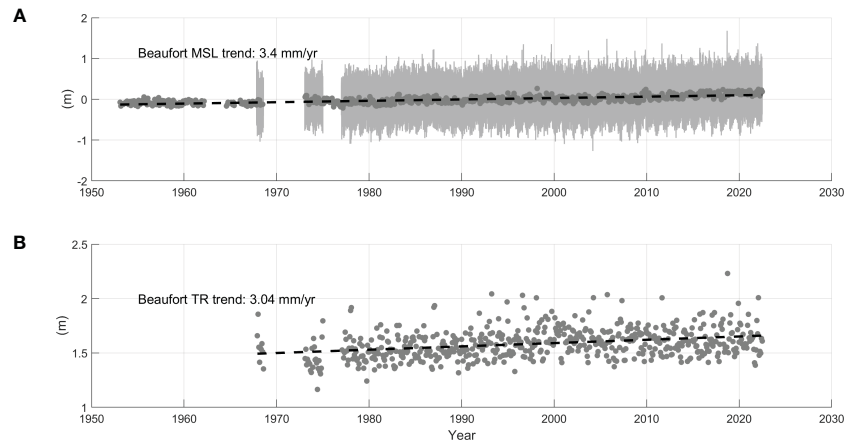 A
2
Beaufort MSL trend: 3.4 mm/yr
1
(m)
0
-1
-2
1950 1960 1970 1980 1990 2000 2010 2020 2030
B
2.5
Beaufort TR trend: 3.04 mm/yr
2
(m)
1.5
1
1950 1960 1970 1980 1990 2000 2010 2020 2030
Year